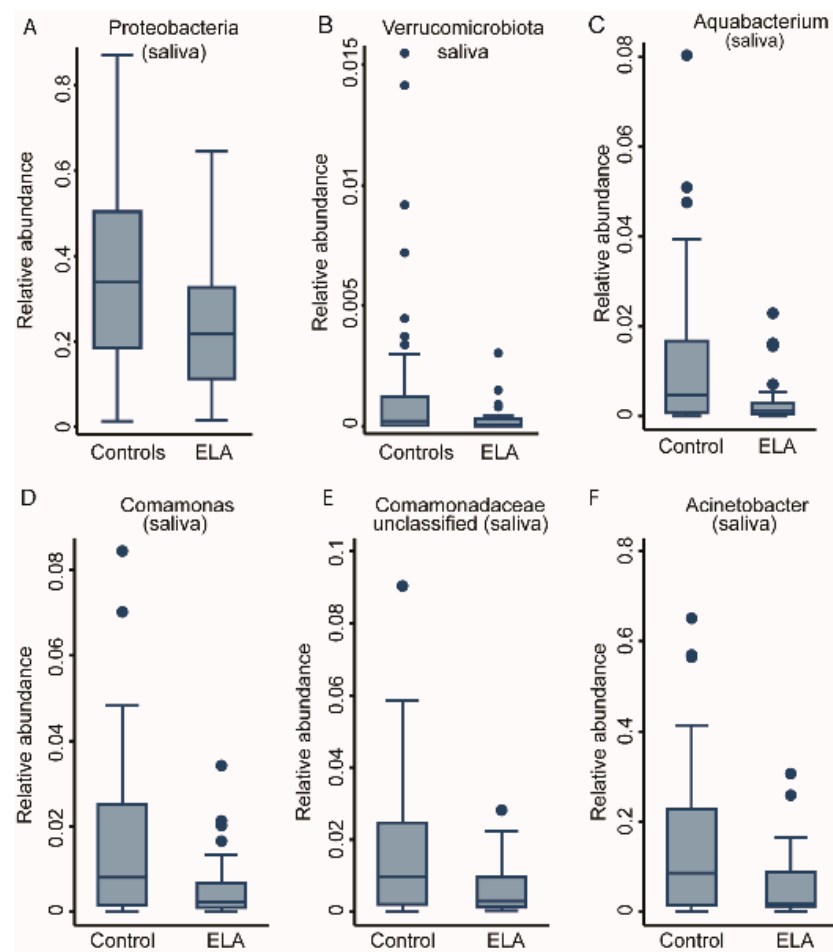 A
Proteobacteria
(saliva)
Relative abundance
0.8
0.6
0.4
0.2
0
Controls
ELA
B
Verrucomicrobiota
saliva
Relative abundance
0.015
0.01
0.005
0
Controls
ELA
C
Aquabacterium
(saliva)
Relative abundance
0.08
0.06
0.04
0.02
0
Control
ELA
D
Comamonas
(saliva)
Relative abundance
0.08
0.06
0.04
0.02
0
Control
ELA
E
Comamonadaceae
unclassified (saliva)
Relative abundance
0.1
0.08
0.06
0.04
0.02
0
Control
ELA
F
Acinetobacter
(saliva)
Relative abundance
0.8
0.6
0.4
0.2
0
Control
ELA